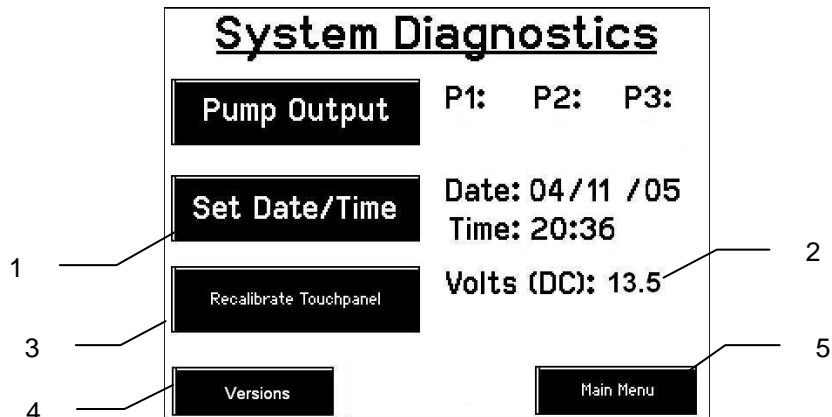 System Diagnostics
Pump Output
P1: P2: P3:
Set Date/Time
Date: 04/11 /05
Time: 20:36
1
2
Recalibrate Touchpanel
Volts (DC): 13.5
3
5
4
Versions
Main Menu